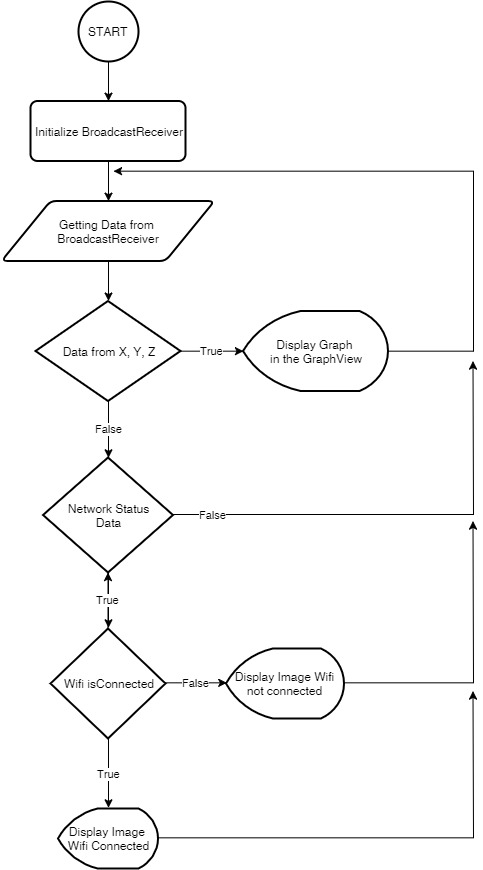 START
Initialize BroadcastReceiver
Getting Data from
BroadcastReceiver
Data from X, Y, Z
True
Display Graph
in the GraphView
False
Network Status
Data
False
True
Wifi isConnected
False
Display Image Wifi
not connected
True
Display Image
Wifi Connected